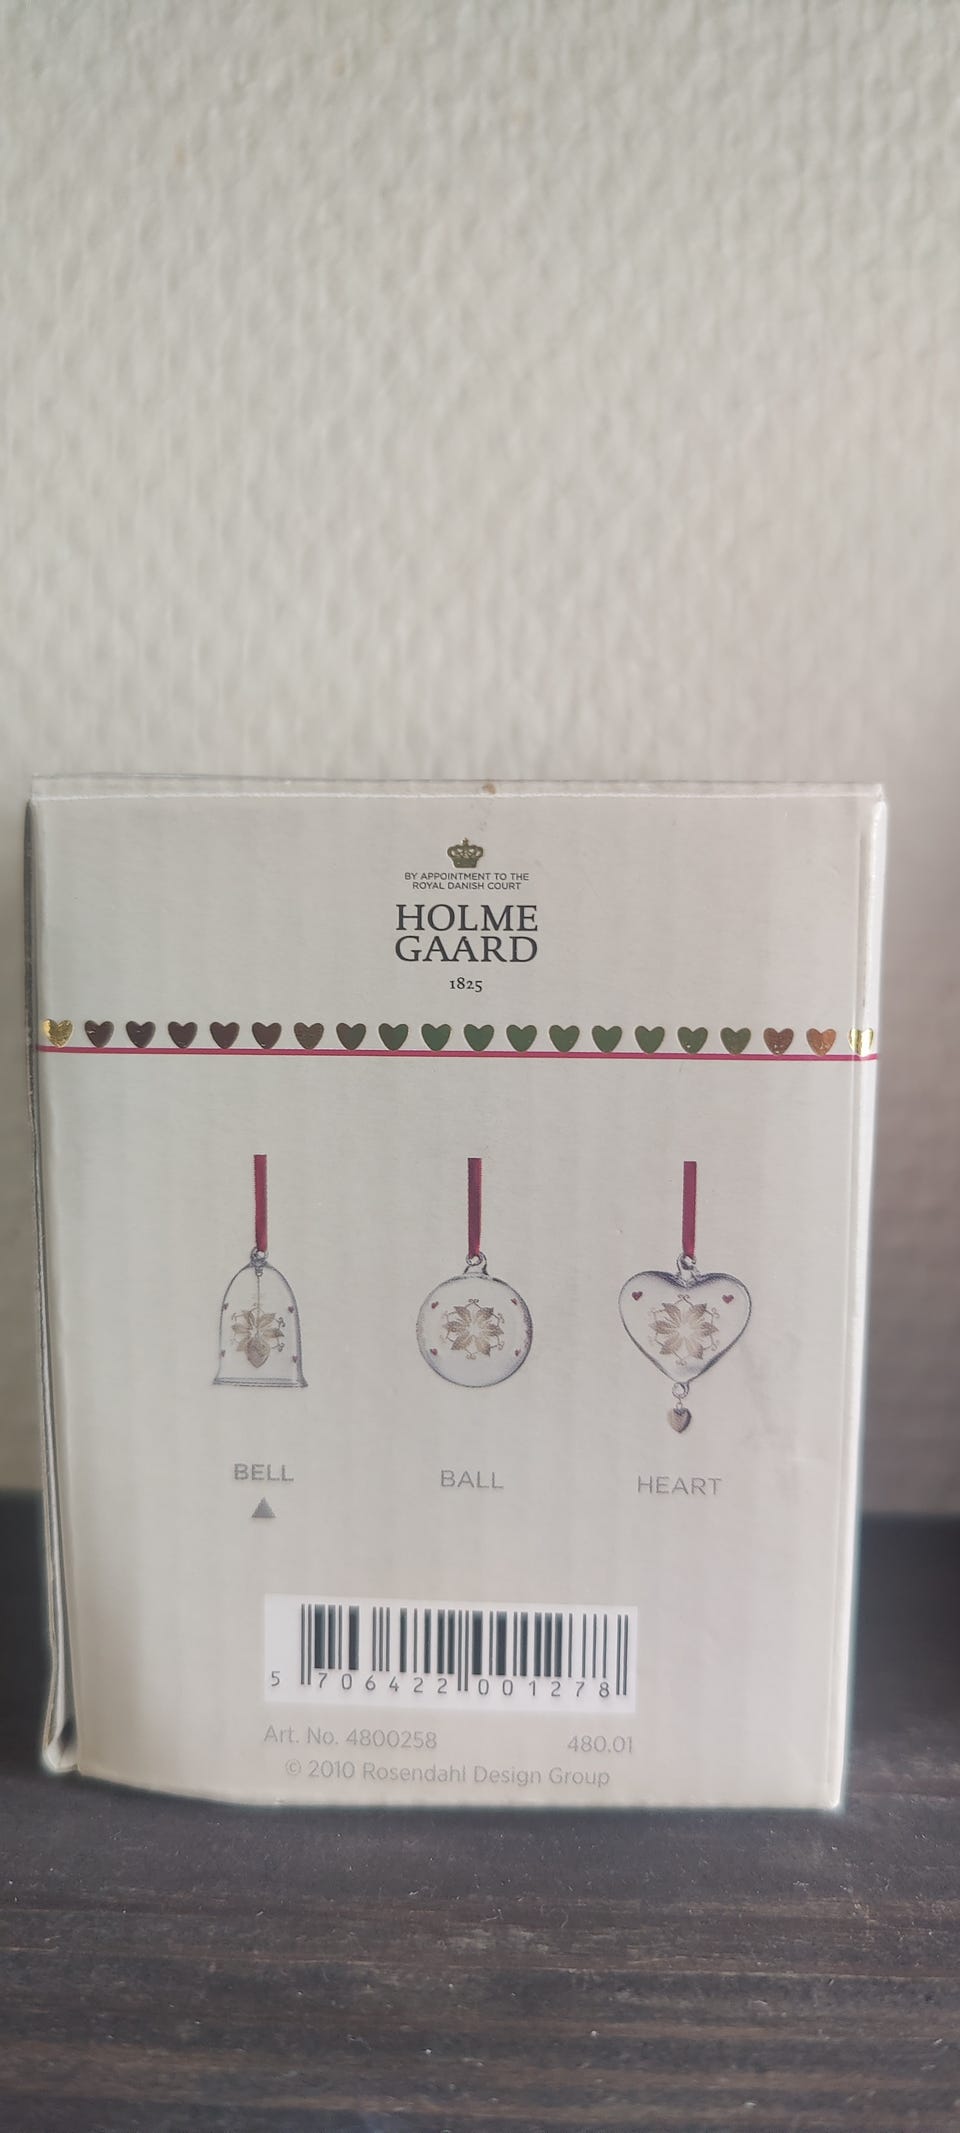 BY APPOINTMENT TO THE
ROYAL DANISH COURT
HOLME
GAARD
1825
BELL BALL HEART
5 706422 001278
Art. No. 4800258 480.01
© 2010 Rosendahl Design Group